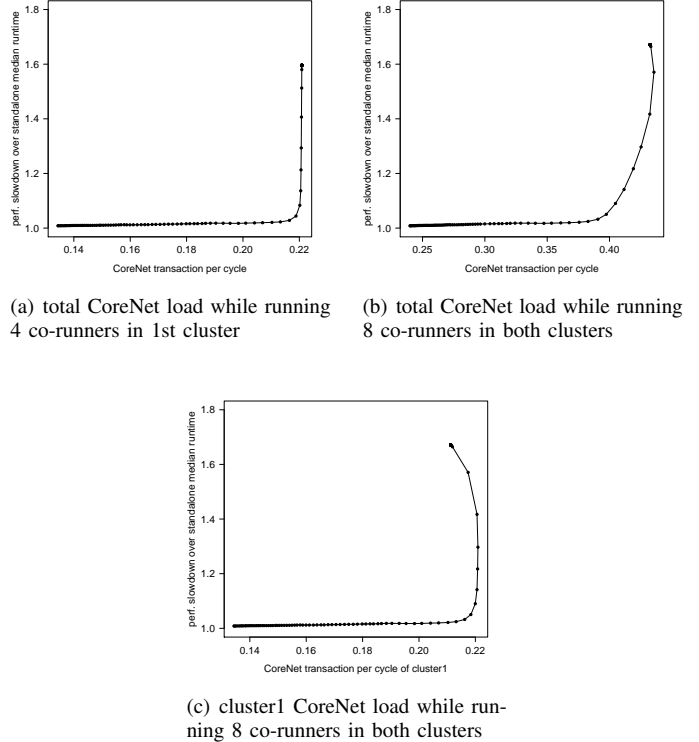 1.8
1.6
1.4
1.2
1.0
perf. slowdown over standalone median runtime
0.14 0.16 0.18 0.20 0.22
CoreNet transaction per cycle
(a) total CoreNet load while running
4 co-runners in 1st cluster
1.8
1.6
1.4
1.2
1.0
perf. slowdown over standalone median runtime
0.25 0.30 0.35 0.40
CoreNet transaction per cycle
(b) total CoreNet load while running
8 co-runners in both clusters
1.8
1.6
1.4
1.2
1.0
perf. slowdown over standalone median runtime
0.14 0.16 0.18 0.20 0.22
CoreNet transaction per cycle of cluster1
(c) cluster1 CoreNet load while run-
ning 8 co-runners in both clusters